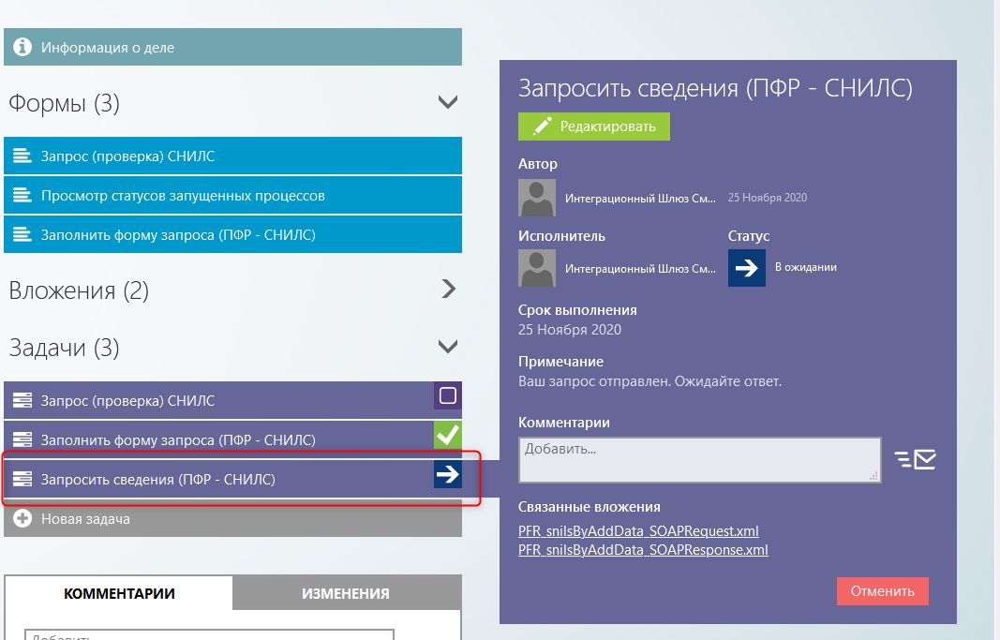 Информация о деле
Формы (3)
Запрос (проверка) СНИЛС
Просмотр статусов запущенных процессов
Заполнить форму запроса (ПФР - СНИЛС)
Вложения (2)
Задачи (3)
Запрос (проверка) СНИЛС
Заполнить форму запроса (ПФР - СНИЛС)
Запросить сведения (ПФР - СНИЛС)
Новая задача
КОММЕНТАРИИ ИЗМЕНЕНИЯ
Добавить...
Запросить сведения (ПФР - СНИЛС)
Редактировать
Автор
Интеграционный Шлюз См... 25 Ноября 2020
Исполнитель Статус
Интеграционный Шлюз См... В ожидании
Срок выполнения
25 Ноября 2020
Примечание
Ваш запрос отправлен. Ожидайте ответ.
Комментарии
Добавить...
Связанные вложения
PFR_snilsByAddData_SOAPRequest.xml
PFR_snilsByAddData_SOAPResponse.xml
Отменить